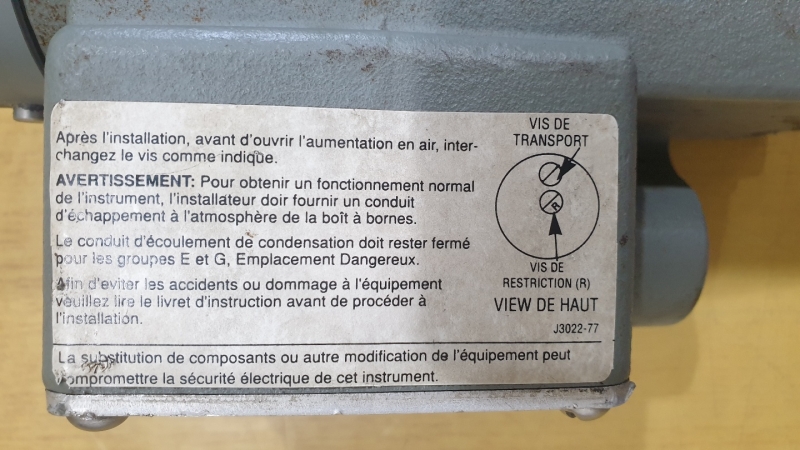 Après l'installation, avant d'ouvrir l'aumentation en air, inter-
changez le vis comme indique.
AVERTISSEMENT: Pour obtenir un fonctionnement normal
de l'instrument, l'installateur doir fournir un conduit
d'échappement à l'atmosphère de la boît à bornes.
Le conduit d'écoulement de condensation doit rester fermé
pour les groupes E et G, Emplacement Dangereux.
Afin d'eviter les accidents ou dommage à l'équipement
veuillez lire le livret d'instruction avant de procéder à
l'installation.
VIS DE
TRANSPORT
R
VIS DE
RESTRICTION (R)
VIEW DE HAUT
J3022-77
La substitution de composants ou autre modification de l'équipement peut
compromettre la sécurité électrique de cet instrument.